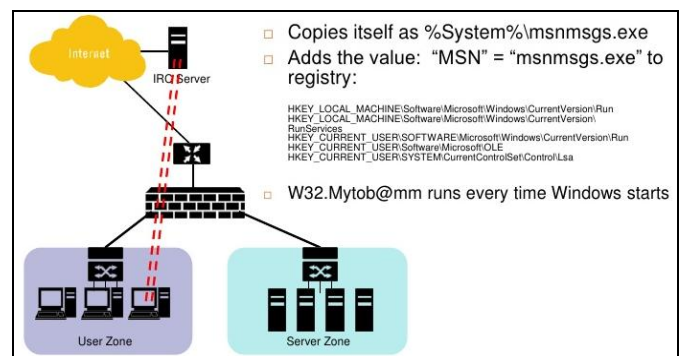 Internet
IRC Server
User Zone
Server Zone
Copies itself as %System%\msnmsgs.exe
Adds the value: “MSN” = “msnmsgs.exe” to
registry:
HKEY_LOCAL_MACHINE\Software\Microsoft\Windows\CurrentVersion\Run
HKEY_LOCAL_MACHINE\Software\Microsoft\Windows\CurrentVersion\
RunServices
HKEY_CURRENT_USER\SOFTWARE\Microsoft\Windows\CurrentVersion\Run
HKEY_CURRENT_USER\Software\Microsoft\OLE
HKEY_CURRENT_USER\SYSTEM\CurrentControlSet\Control\Lsa
W32.Mytob@mm runs every time Windows starts